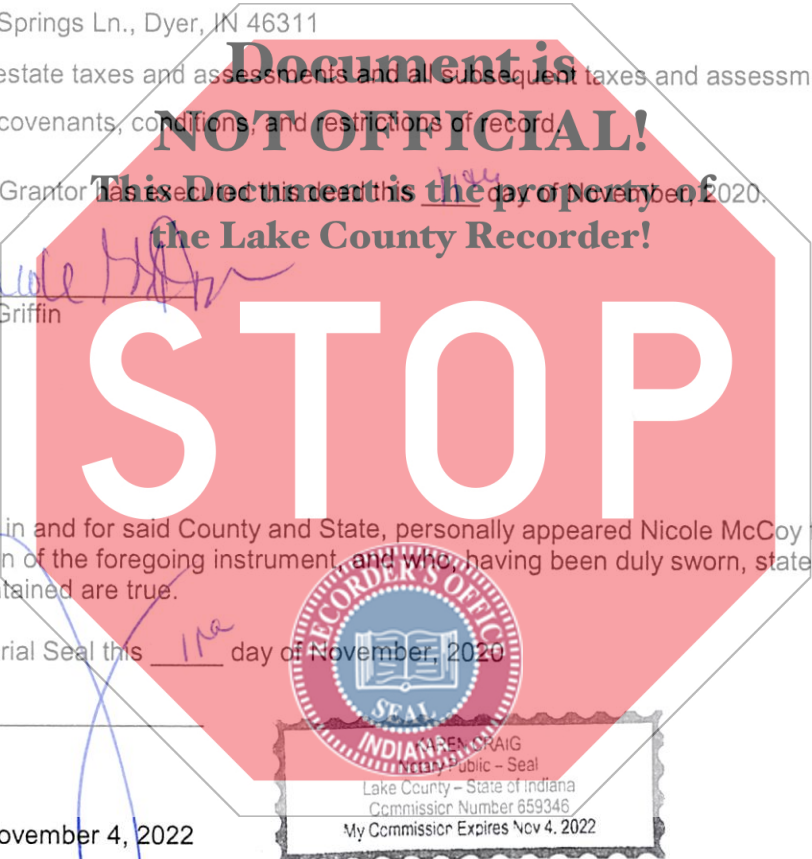 Springs Ln., Dyer, IN 46311
Document is
estate taxes and assessments and all subsequent taxes and assessm
NOT OFFICIAL!
covenants, conditions, and restrictions of record.
Grantor has executed this deed this day of November, 2020.
This Document is the property of
the Lake County Recorder!
Griffin
STOP
in and for said County and State, personally appeared Nicole McCoy
n of the foregoing instrument, and who, having been duly sworn, state
tained are true.
rial Seal this day of November, 2020
RECORDER'S OFFICE
SEAL
INDIANA
KAREN CRAIG
Notary Public – Seal
Lake County – State of Indiana
Commission Number 659346
My Commission Expires Nov 4, 2022
ovember 4, 2022